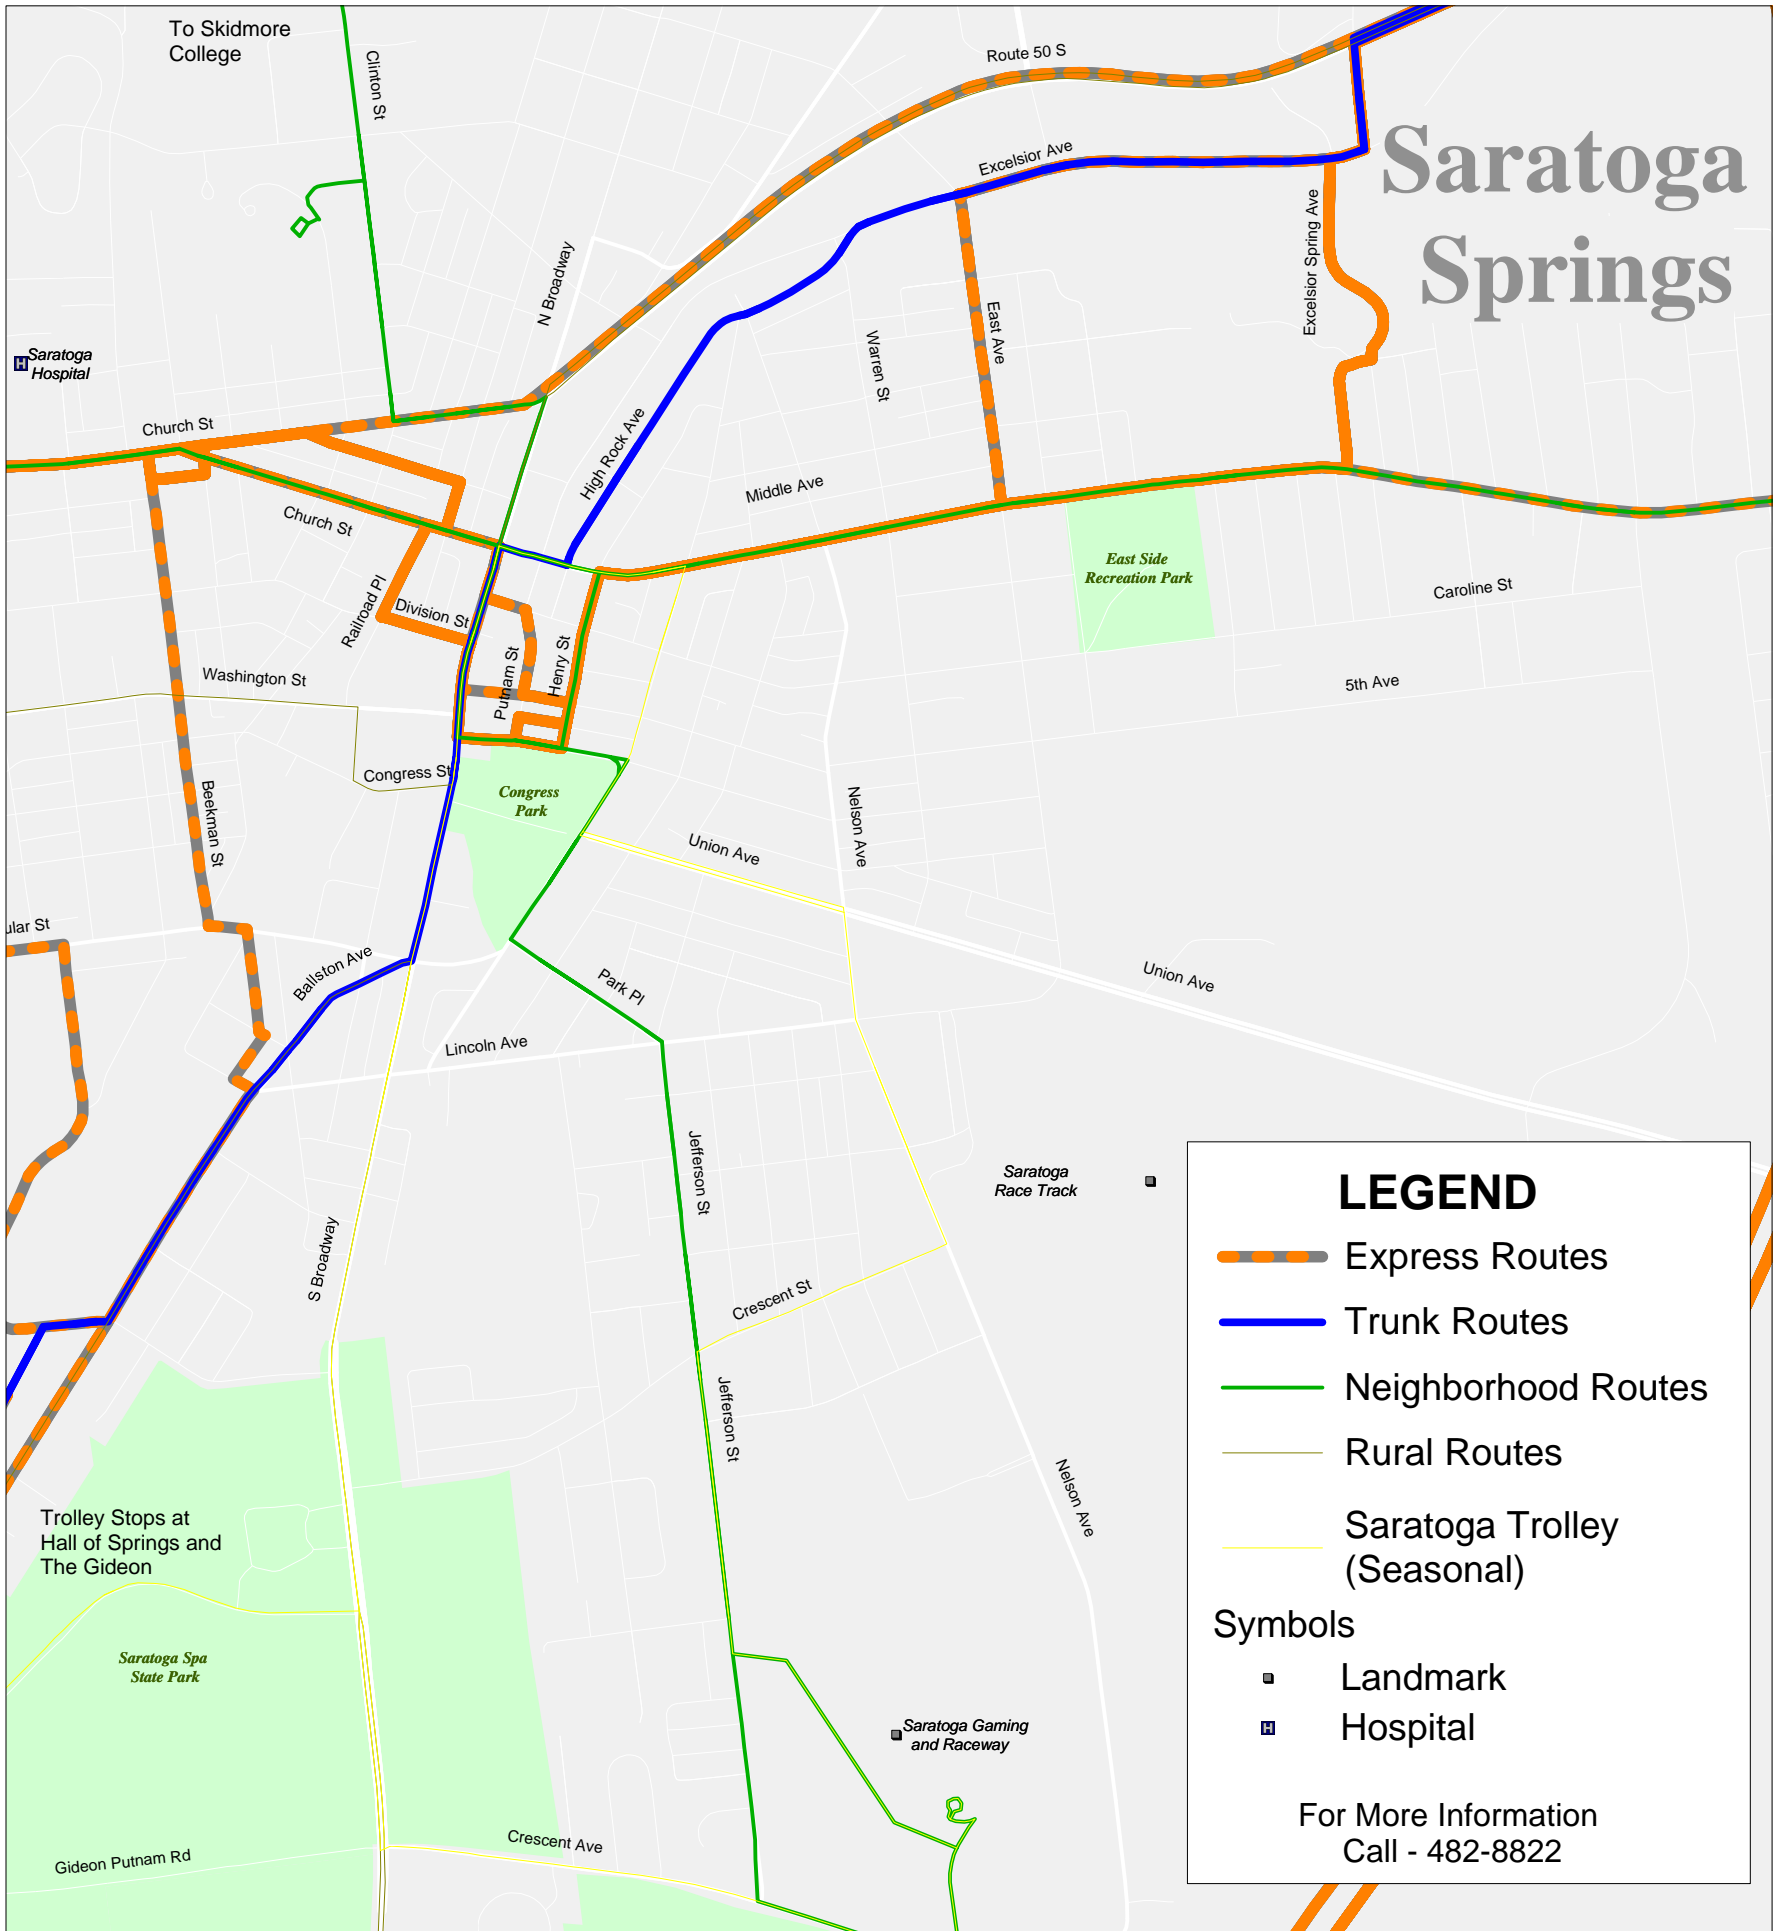 To Skidmore
College
Clinton St
Route 50 S
Excelsior Ave
Saratoga
Springs
Excelsior Spring Ave
N Broadway
East Ave
Warren St
H
Saratoga
Hospital
Church St
High Rock Ave
Middle Ave
Church St
East Side
Recreation Park
Caroline St
Railroad Pl
Division St
Putnam St
Henry St
Washington St
5th Ave
Congress St
Congress
Park
Beekman St
Union Ave
Nelson Ave
ular St
Ballston Ave
Park Pl
Union Ave
Lincoln Ave
Jefferson St
Saratoga
Race Track
S Broadway
Crescent St
Jefferson St
Nelson Ave
Trolley Stops at
Hall of Springs and
The Gideon
Saratoga Spa
State Park
Saratoga Gaming
and Raceway
Crescent Ave
Gideon Putnam Rd
LEGEND
Express Routes
Trunk Routes
Neighborhood Routes
Rural Routes
Saratoga Trolley
(Seasonal)
Symbols
Landmark
H
Hospital
For More Information
Call - 482-8822